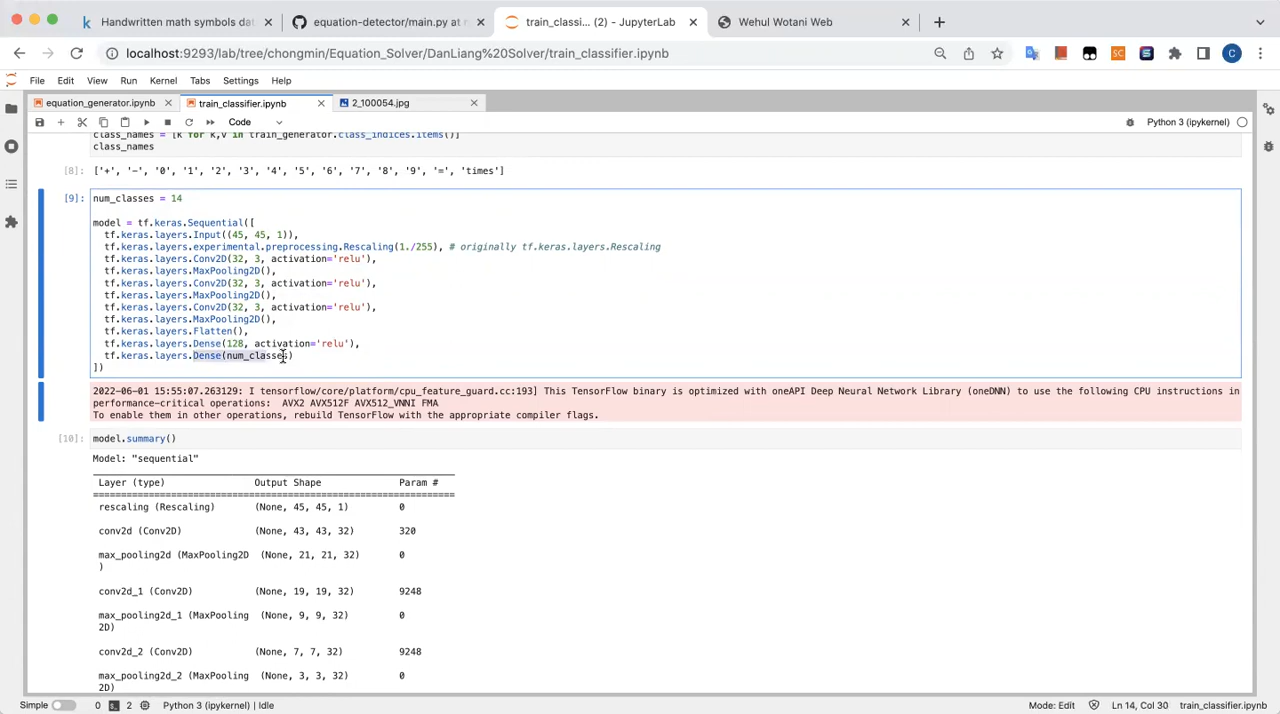 Handwritten math symbols dat
equation-detector/main.py at m
train_classi… (2) - JupyterLab
Wehul Wotani Web
localhost:9293/lab/tree/chongmin/Equation_Solver/DanLiang%20Solver/train_classifier.ipynb
File Edit View Run Kernel Tabs Settings Help
equation_generator.ipynb
train_classifier.ipynb
2_100054.jpg
Code
Python 3 (ipykernel)
class_names = [k for k,v in train_generator.class_indices.items()]
class_names
[8]: ['+', '-', '0', '1', '2', '3', '4', '5', '6', '7', '8', '9', '=', 'times']
[9]: num_classes = 14
model = tf.keras.Sequential([
tf.keras.layers.Input((45, 45, 1)),
tf.keras.layers.experimental.preprocessing.Rescaling(1./255), # originally tf.keras.layers.Rescaling
tf.keras.layers.Conv2D(32, 3, activation='relu'),
tf.keras.layers.MaxPooling2D(),
tf.keras.layers.Conv2D(32, 3, activation='relu'),
tf.keras.layers.MaxPooling2D(),
tf.keras.layers.Conv2D(32, 3, activation='relu'),
tf.keras.layers.MaxPooling2D(),
tf.keras.layers.Flatten(),
tf.keras.layers.Dense(128, activation='relu'),
tf.keras.layers.Dense(num_classes)
])
2022-06-01 15:55:07.263129: I tensorflow/core/platform/cpu_feature_guard.cc:193] This TensorFlow binary is optimized with oneAPI Deep Neural Network Library (oneDNN) to use the following CPU instructions in
performance-critical operations: AVX2 AVX512F AVX512_VNNI FMA
To enable them in other operations, rebuild TensorFlow with the appropriate compiler flags.
[10]: model.summary()
Model: "sequential"
Layer (type) Output Shape Param #
rescaling (Rescaling) (None, 45, 45, 1) 0
conv2d (Conv2D) (None, 43, 43, 32) 320
max_pooling2d (MaxPooling2D (None, 21, 21, 32) 0
)
conv2d_1 (Conv2D) (None, 19, 19, 32) 9248
max_pooling2d_1 (MaxPooling (None, 9, 9, 32) 0
2D)
conv2d_2 (Conv2D) (None, 7, 7, 32) 9248
max_pooling2d_2 (MaxPooling (None, 3, 3, 32) 0
2D)
Simple 0 2 Python 3 (ipykernel) | Idle
Mode: Edit Ln 14, Col 30 train_classifier.ipynb